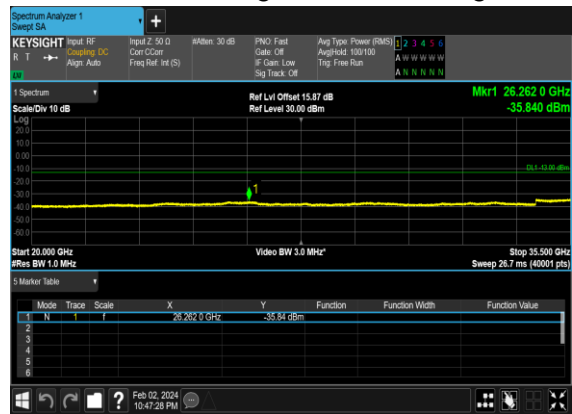 Spectrum Analyzer 1
Swept SA
+
KEYSIGHT Input: RF Input Z: 50 Ω #Atten: 30 dB PNO: Fast Avg Type: Power (RMS) 1 2 3 4 5 6
R T Coupling: DC Corr CCorr Gate: Off Avg|Hold: 100/100 A W W W W W
Align: Auto Freq Ref: Int (S) IF Gain: Low Trig: Free Run
Sig Track: Off A N N N N N
1 Spectrum Ref Lvl Offset 15.87 dB Mkr1 26.262 0 GHz
Scale/Div 10 dB Ref Level 30.00 dBm -35.840 dBm
Log
20.0
10.0
0.00
-10.0
DL1 -13.00 dBm
-20.0
1
-30.0
-40.0
-50.0
-60.0
Start 20.000 GHz Video BW 3.0 MHz* Stop 35.500 GHz
#Res BW 1.0 MHz Sweep 26.7 ms (40001 pts)
5 Marker Table
Mode Trace Scale X Y Function Function Width Function Value
1 N 1 f 26.262 0 GHz -35.84 dBm
2
3
4
5
6
? Feb 02, 2024
10:47:28 PM